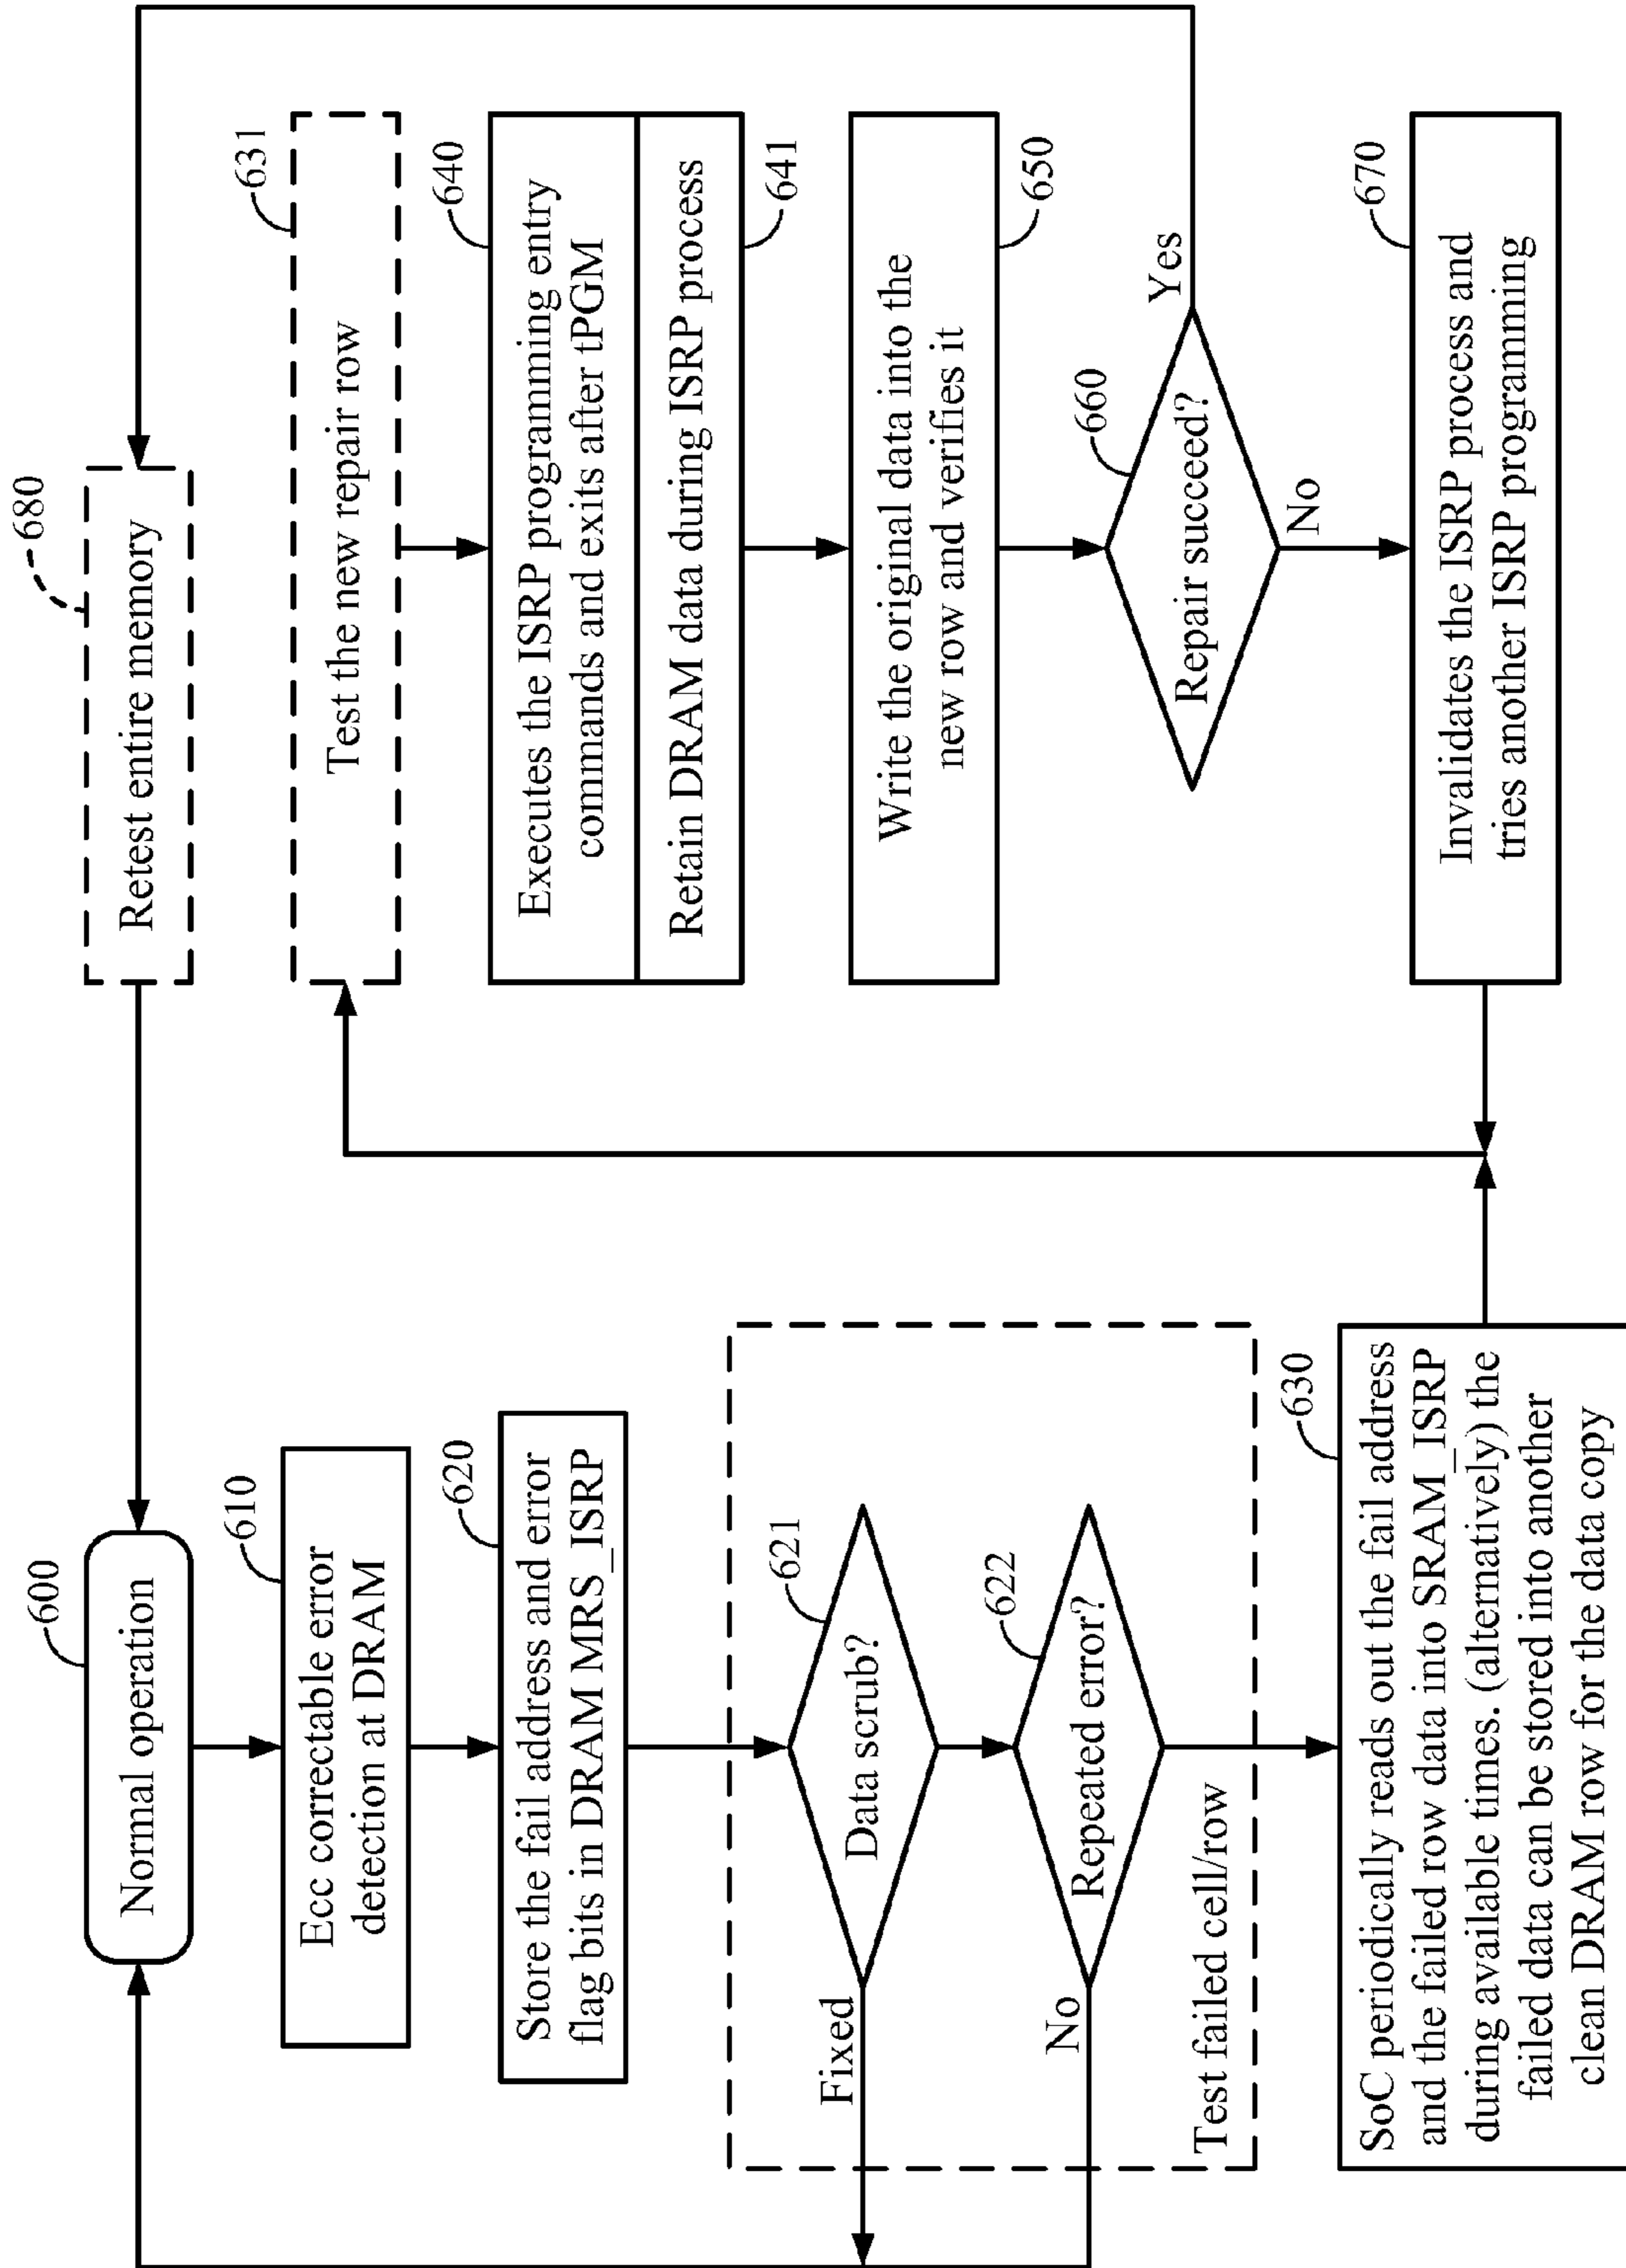 600
Normal operation
610
Ecc correctable error
detection at DRAM
620
Store the fail address and error
flag bits in DRAM MRS_ISRP
621
Data scrub?
Fixed
622
Repeated error?
No
Test failed cell/row
630
SoC periodically reads out the fail address
and the failed row data into SRAM_ISRP
during available times. (alternatively) the
failed data can be stored into another
clean DRAM row for the data copy
680
Retest entire memory
631
Test the new repair row
640
Executes the ISRP programming entry
commands and exits after tPGM
Retain DRAM data during ISRP process
641
Write the original data into the
new row and verifies it
650
660
Repair succeed?
Yes
No
670
Invalidates the ISRP process and
tries another ISRP programming